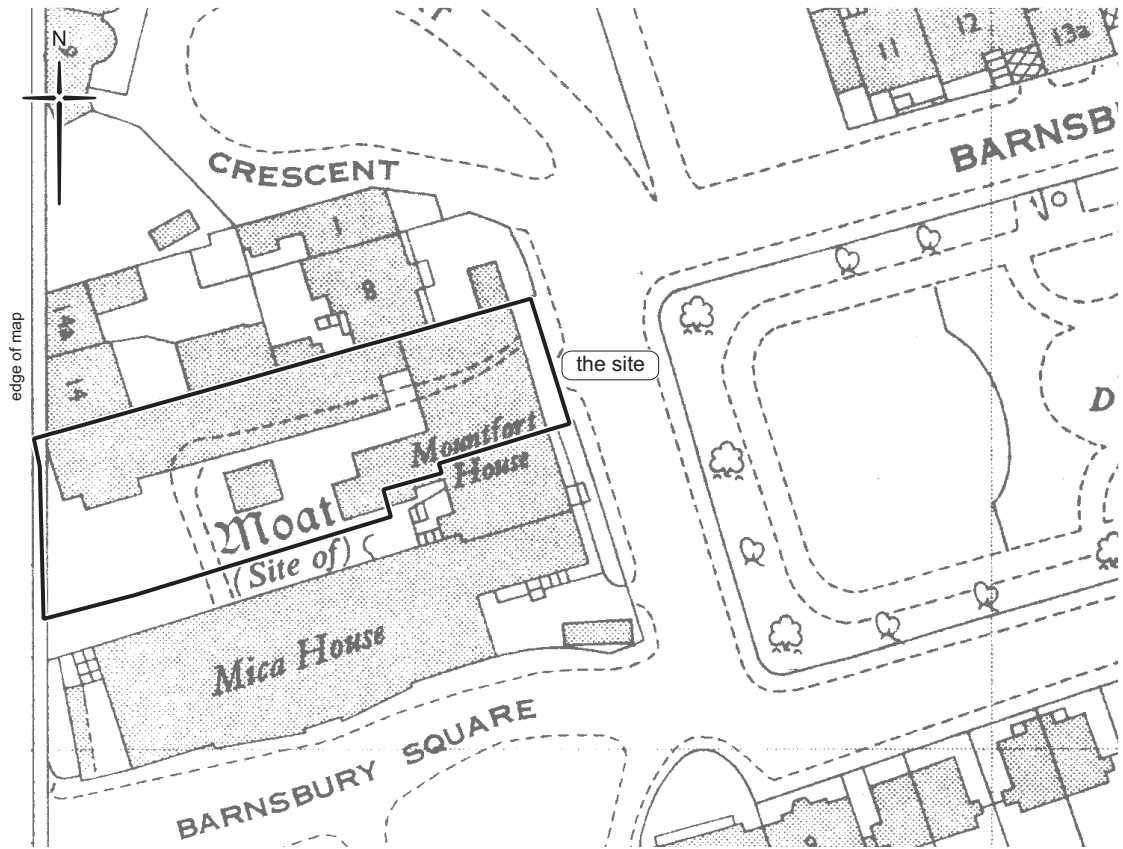 N
11
12
13a
BARNSB
CRESCENT
1
8
14a
14
edge of map
the site
D
Mountfort
House
Moat
(Site of)
Mica House
BARNSBURY SQUARE
9